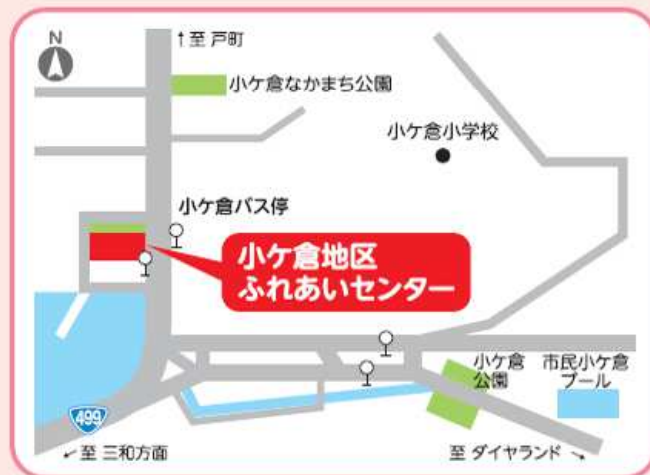 N
↑至 戸町
小ケ倉なかまち公園
小ケ倉小学校
小ケ倉バス停
小ケ倉地区
ふれあいセンター
小ケ倉
公園
市民小ケ倉
プール
499
←至 三和方面
至 ダイヤランド→